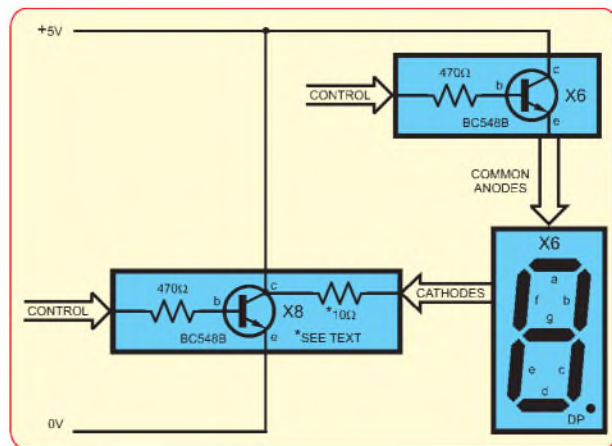 +5V
470Ω
c
b
X6
CONTROL
BC548B
e
COMMON
ANODES
X6
a
f
b
g
e
c
d
DP
470Ω
c
b
X8
*10Ω
CATHODES
CONTROL
BC548B
e
*SEE TEXT
0V